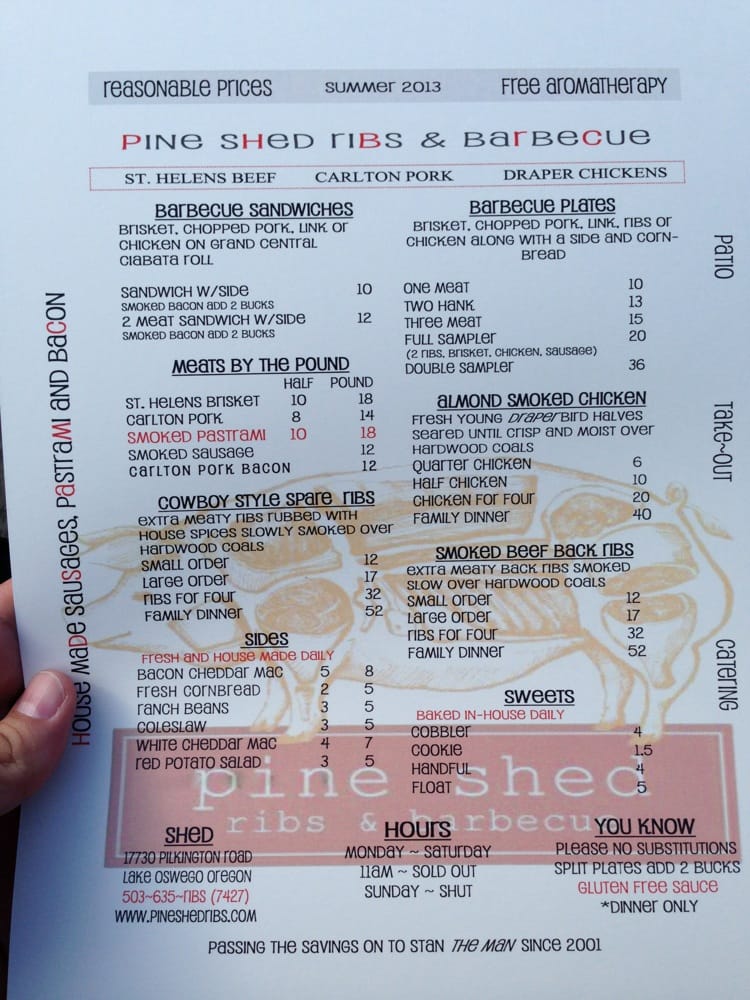 Reasonable Prices Summer 2013 Free Aromatherapy
Pine Shed Ribs & Barbecue
ST. HELENS BEEF CARLTON PORK DRAPER CHICKENS
Barbecue Sandwiches
Brisket, Chopped Pork, Link or
Chicken on Grand Central
Ciabata Roll
Sandwich w/side 10
Smoked Bacon add 2 bucks
2 Meat Sandwich w/side 12
Smoked Bacon add 2 bucks
Meats by the Pound
Half Pound
St. Helens Brisket 10 18
Carlton Pork 8 14
Smoked Pastrami 10 18
Smoked Sausage 12
Carlton Pork Bacon 12
Cowboy Style Spare Ribs
Extra meaty ribs rubbed with
house spices slowly smoked over
hardwood coals
Small Order 12
Large Order 17
Ribs for Four 32
Family Dinner 52
Sides
Fresh and House Made Daily
Bacon Cheddar Mac 5 8
Fresh Cornbread 2 5
Ranch Beans 3 5
Coleslaw 3 5
White Cheddar Mac 4 7
Red Potato Salad 3 5
Barbecue Plates
Brisket, Chopped Pork, Link, Ribs or
Chicken along with a side and Corn-
bread
One Meat 10
Two Hank 13
Three Meat 15
Full Sampler 20
(2 Ribs, Brisket, Chicken, Sausage)
Double Sampler 36
Almond Smoked Chicken
Fresh young Draper bird halves
seared until crisp and moist over
hardwood coals
Quarter Chicken 6
Half Chicken 10
Chicken for Four 20
Family Dinner 40
Smoked Beef Back Ribs
Extra meaty back ribs smoked
slow over hardwood coals
Small Order 12
Large Order 17
Ribs for Four 32
Family Dinner 52
Sweets
Baked In-House Daily
Cobbler 4
Cookie 1.5
Handful 4
Float 5
House Made Sausages, Pastrami and Bacon
Patio
Take~Out
Catering
pine shed
ribs & barbecue
Shed
17730 Pilkington Road
Lake Oswego Oregon
503~635~Ribs (7427)
www.pineshedribs.com
Hours
Monday ~ Saturday
11am ~ Sold Out
Sunday ~ Shut
You Know
Please No Substitutions
Split Plates add 2 Bucks
Gluten Free Sauce
*Dinner Only
Passing the savings on to Stan The Man since 2001